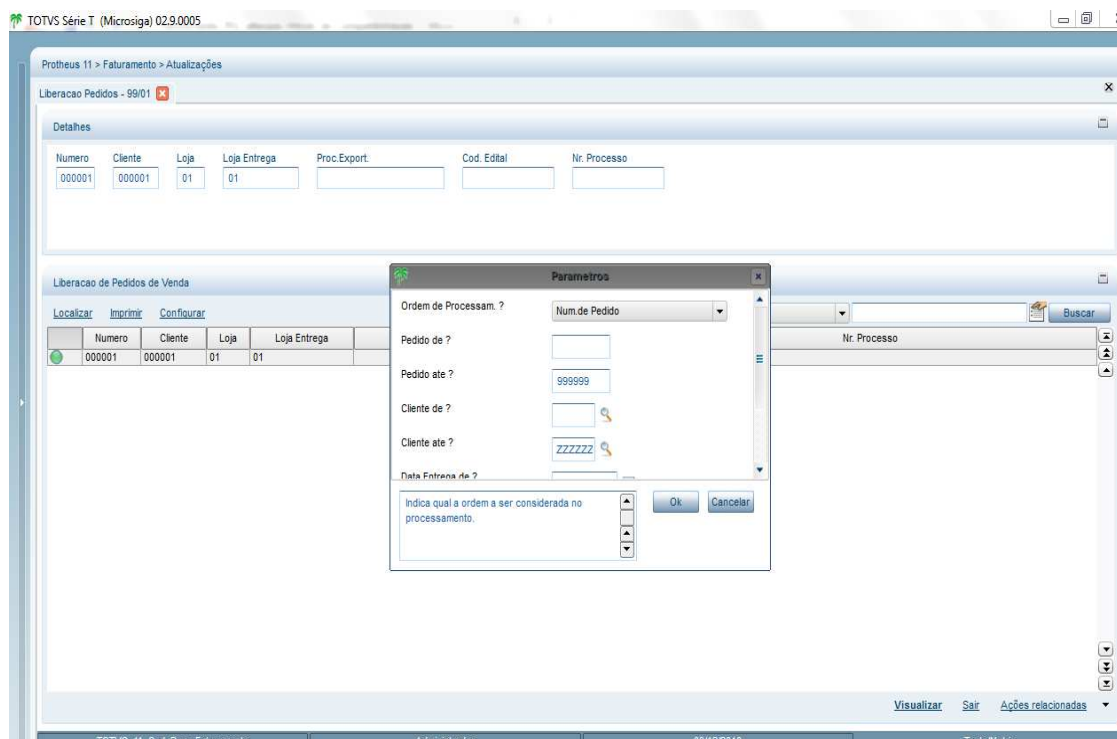 TOTVS Série T (Microsiga) 02.9.0005
Protheus 11 > Faturamento > Atualizações
Liberacao Pedidos - 99/01
Detalhes
Numero Cliente Loja Loja Entrega Proc.Export. Cod. Edital Nr. Processo
000001 000001 01 01
Liberacao de Pedidos de Venda
Localizar Imprimir Configurar
Buscar
Numero Cliente Loja Loja Entrega Nr. Processo
000001 000001 01 01
Parametros
Ordem de Processam. ? Num.de Pedido
Pedido de ?
Pedido ate ? 999999
Cliente de ?
Cliente ate ? ZZZZZZ
Data Entrega de ?
Indica qual a ordem a ser considerada no
processamento.
Ok Cancelar
Visualizar Sair Ações relacionadas